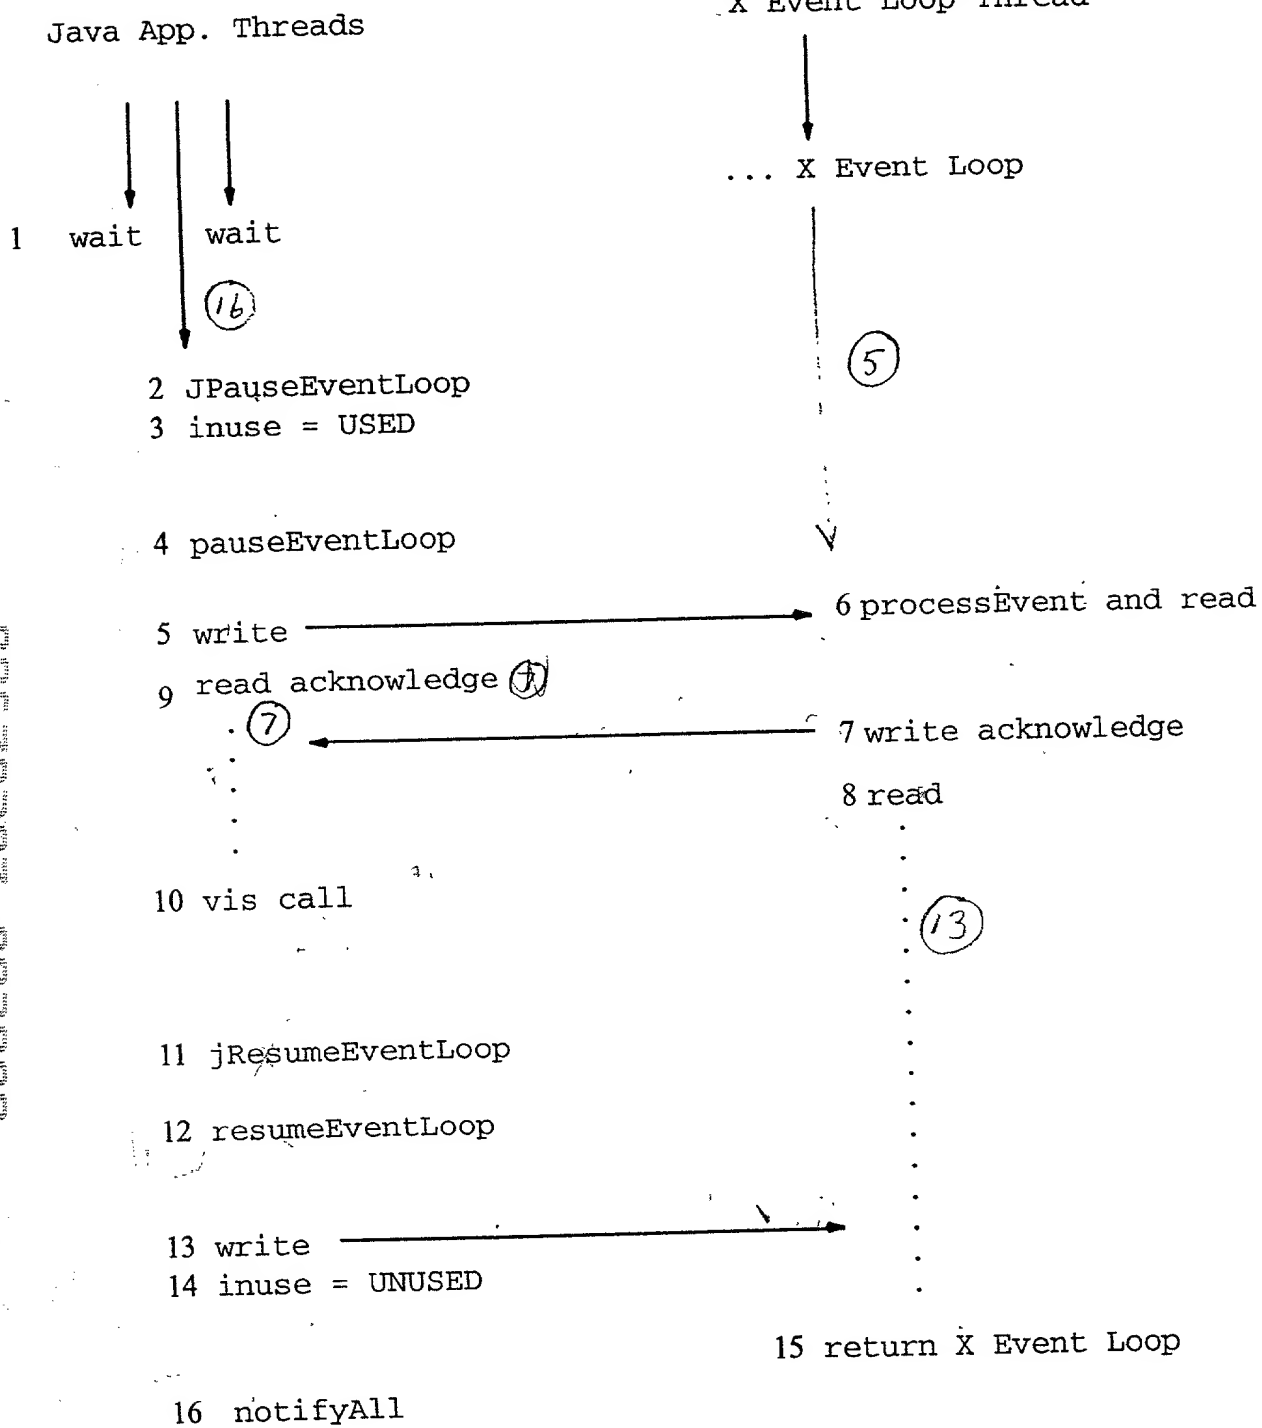 Java App. Threads
X Event Loop Thread
... X Event Loop
1 wait wait
16
5
2 JPauseEventLoop
3 inuse = USED
4 pauseEventLoop
6 processEvent and read
5 write
9 read acknowledge
7
7 write acknowledge
8 read
10 vis call
13
11 jResumeEventLoop
12 resumeEventLoop
13 write
14 inuse = UNUSED
15 return X Event Loop
16 notifyAll